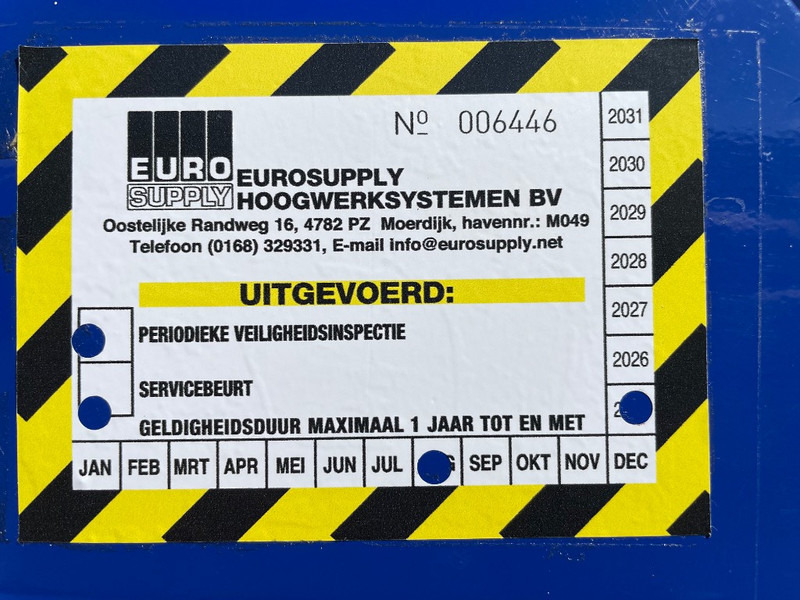 Nº 006446
EURO
SUPPLY
EUROSUPPLY
HOOGWERKSYSTEMEN BV
Oostelijke Randweg 16, 4782 PZ Moerdijk, havennr.: M049
Telefoon (0168) 329331, E-mail info@eurosupply.net
UITGEVOERD:
PERIODIEKE VEILIGHEIDSINSPECTIE
SERVICEBEURT
GELDIGHEIDSDUUR MAXIMAAL 1 JAAR TOT EN MET
2031
2030
2029
2028
2027
2026
JAN FEB MRT APR MEI JUN JUL SEP OKT NOV DEC